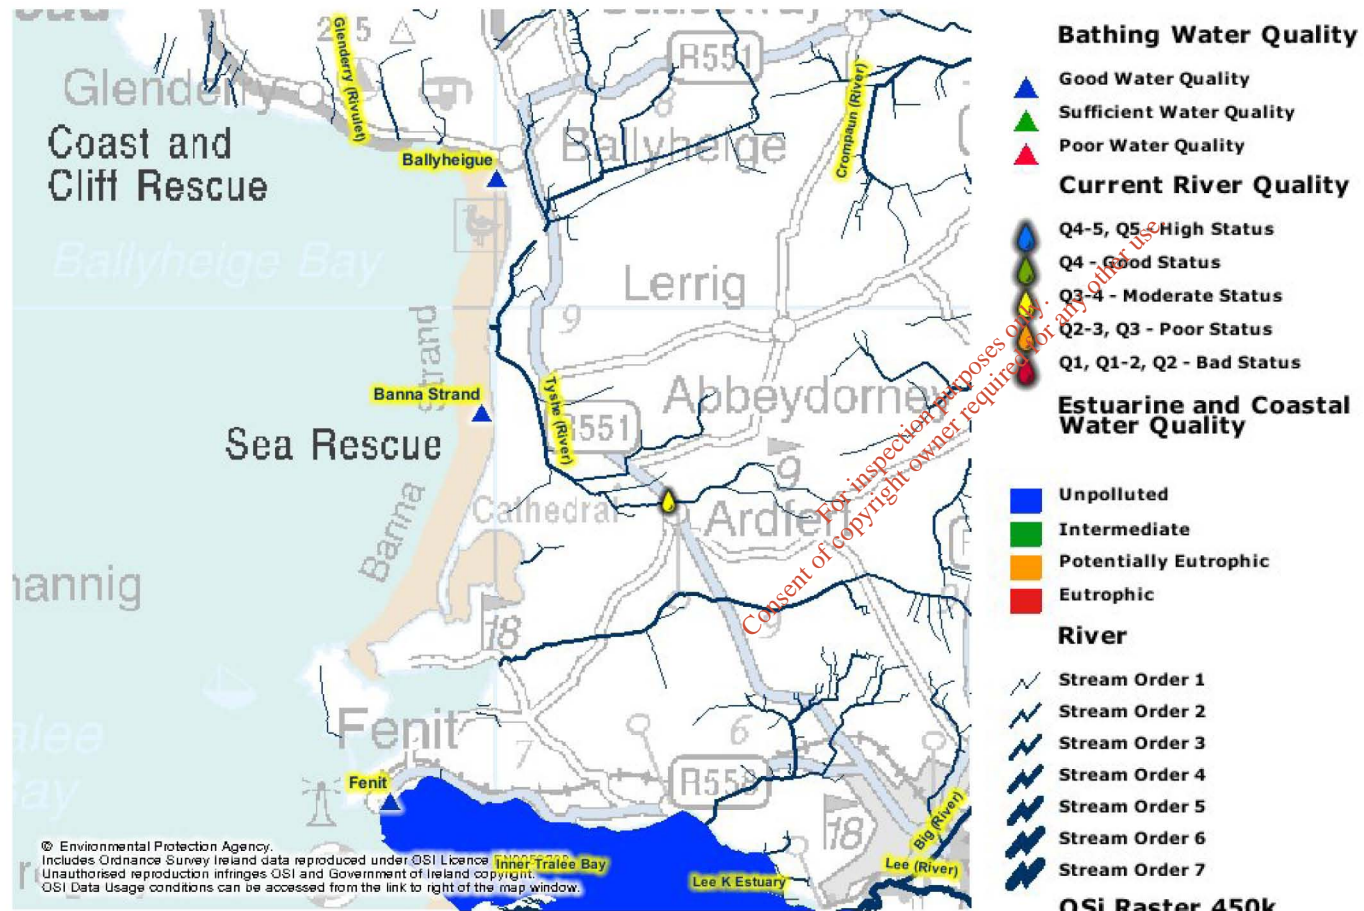 Glenderry (Rivulet)
R551
Crompaun (River)
Coast and
Cliff Rescue
8
Ballyheigue
Ballyheige
Ballyheige Bay
Lerrig
9
strand
Banna Strand
Tyshe (River)
Abbeydorney
Sea Rescue
9
Cathedral
Ardfert
Banna
18
Fenit
6
7
Fenit
18
Big (River)
Inner Tralee Bay
Lee K Estuary
Lee (River)
© Environmental Protection Agency.
Includes Ordnance Survey Ireland data reproduced under OSI Licence
Unauthorised reproduction infringes OSI and Government of Ireland copyright.
OSI Data Usage conditions can be accessed from the link to right of the map window.
For inspection purposes only.
Consent of copyright owner required for any other use
Bathing Water Quality
Good Water Quality
Sufficient Water Quality
Poor Water Quality
Current River Quality
Q4-5, Q5 - High Status
Q4 - Good Status
Q3-4 - Moderate Status
Q2-3, Q3 - Poor Status
Q1, Q1-2, Q2 - Bad Status
Estuarine and Coastal
Water Quality
Unpolluted
Intermediate
Potentially Eutrophic
Eutrophic
River
Stream Order 1
Stream Order 2
Stream Order 3
Stream Order 4
Stream Order 5
Stream Order 6
Stream Order 7
OSi Raster 450k